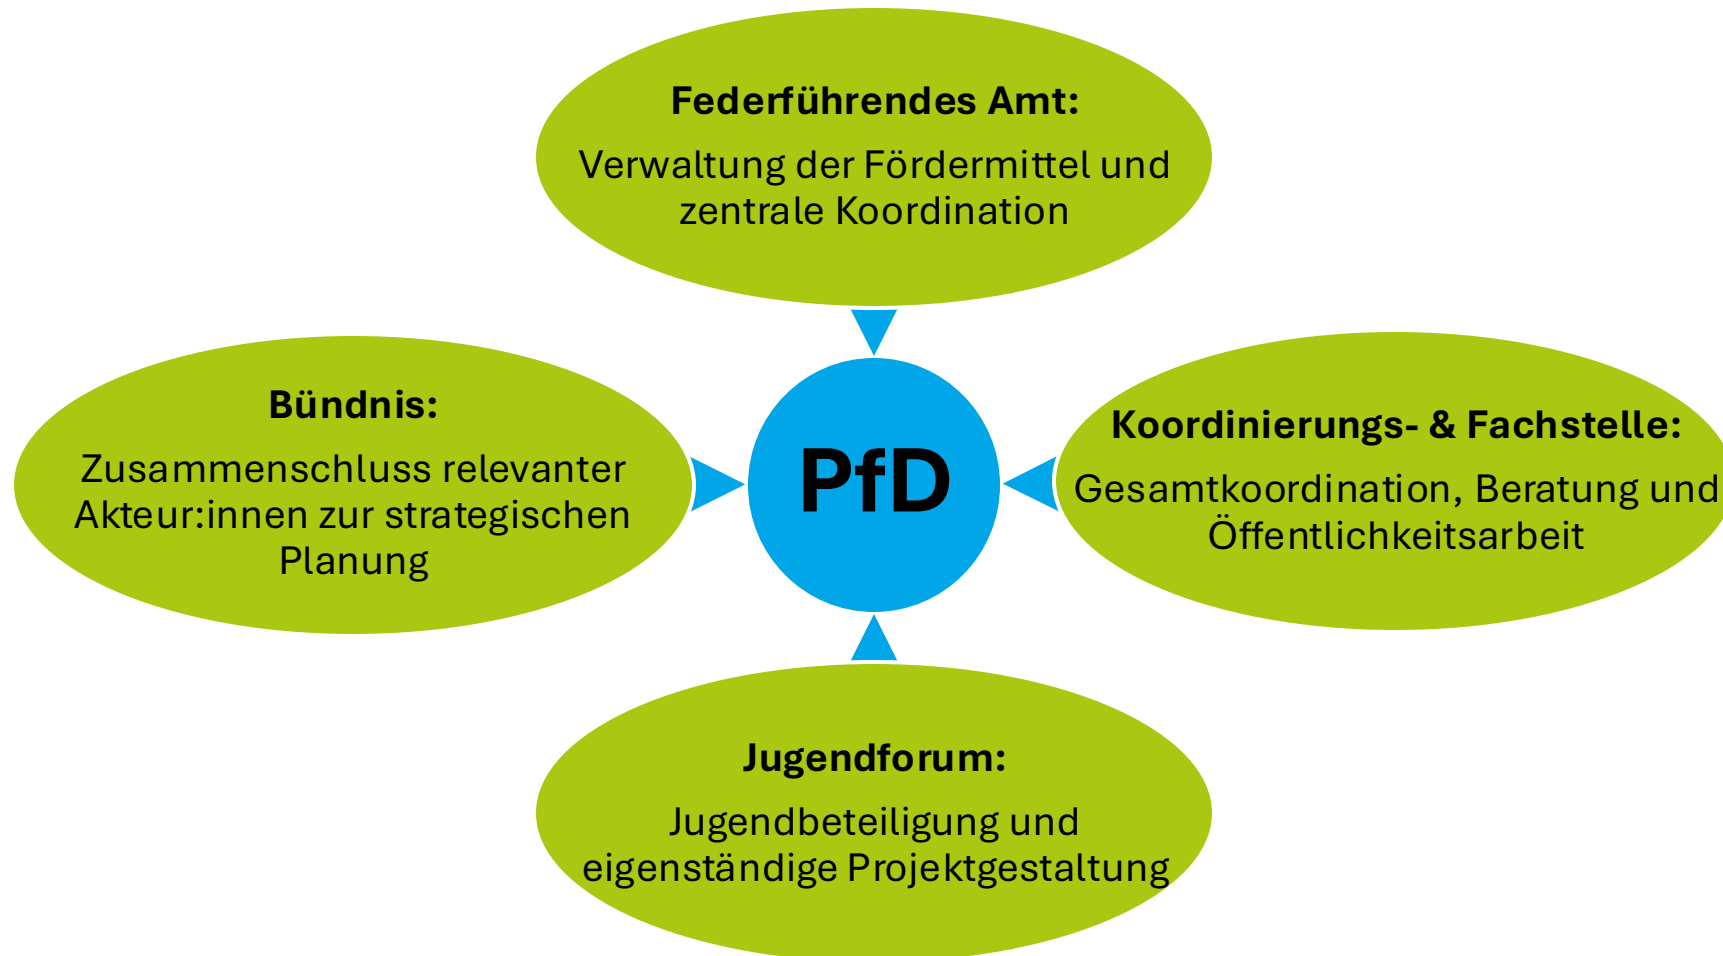 Federführendes Amt:
Verwaltung der Fördermittel und
zentrale Koordination
Bündnis:
Zusammenschluss relevanter
Akteur:innen zur strategischen
Planung
PfD
Koordinierungs- & Fachstelle:
Gesamtkoordination, Beratung und
Öffentlichkeitsarbeit
Jugendforum:
Jugendbeteiligung und
eigenständige Projektgestaltung